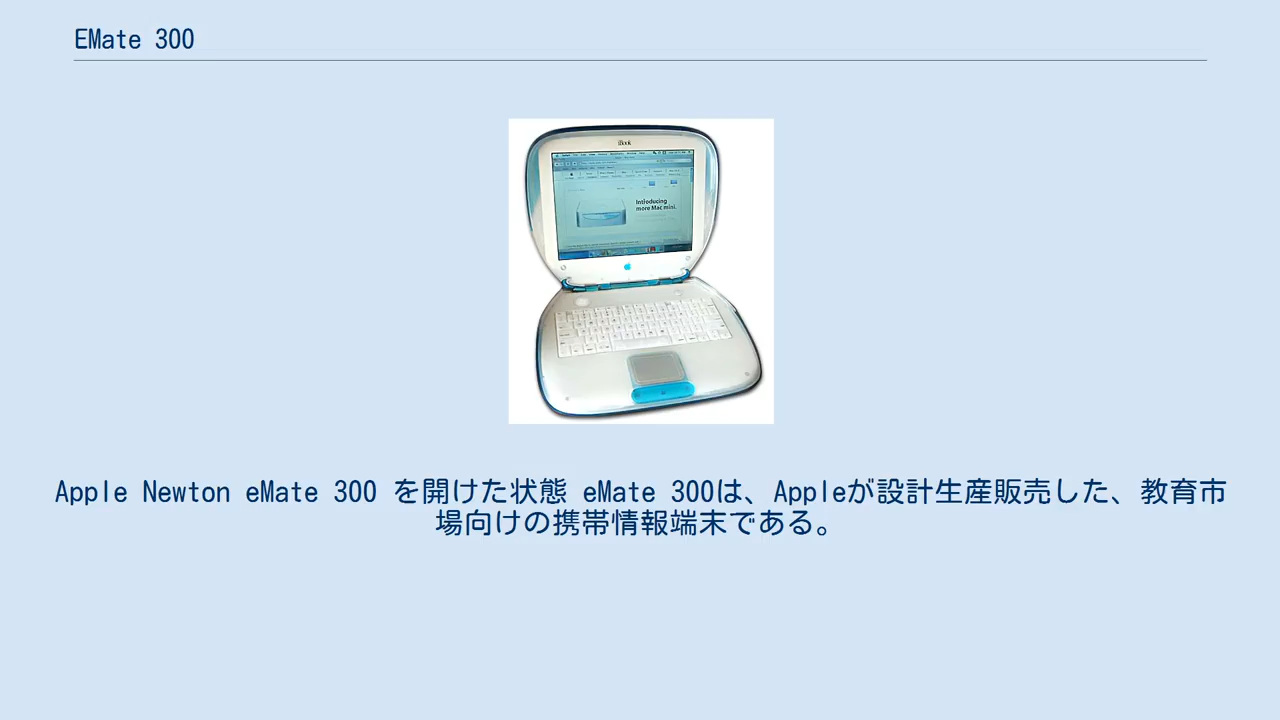 EMate 300
iBook
Introducing
more Mac mini.
Apple Newton eMate 300 を開けた状態 eMate 300は、Appleが設計生産販売した、教育市
場向けの携帯情報端末である。